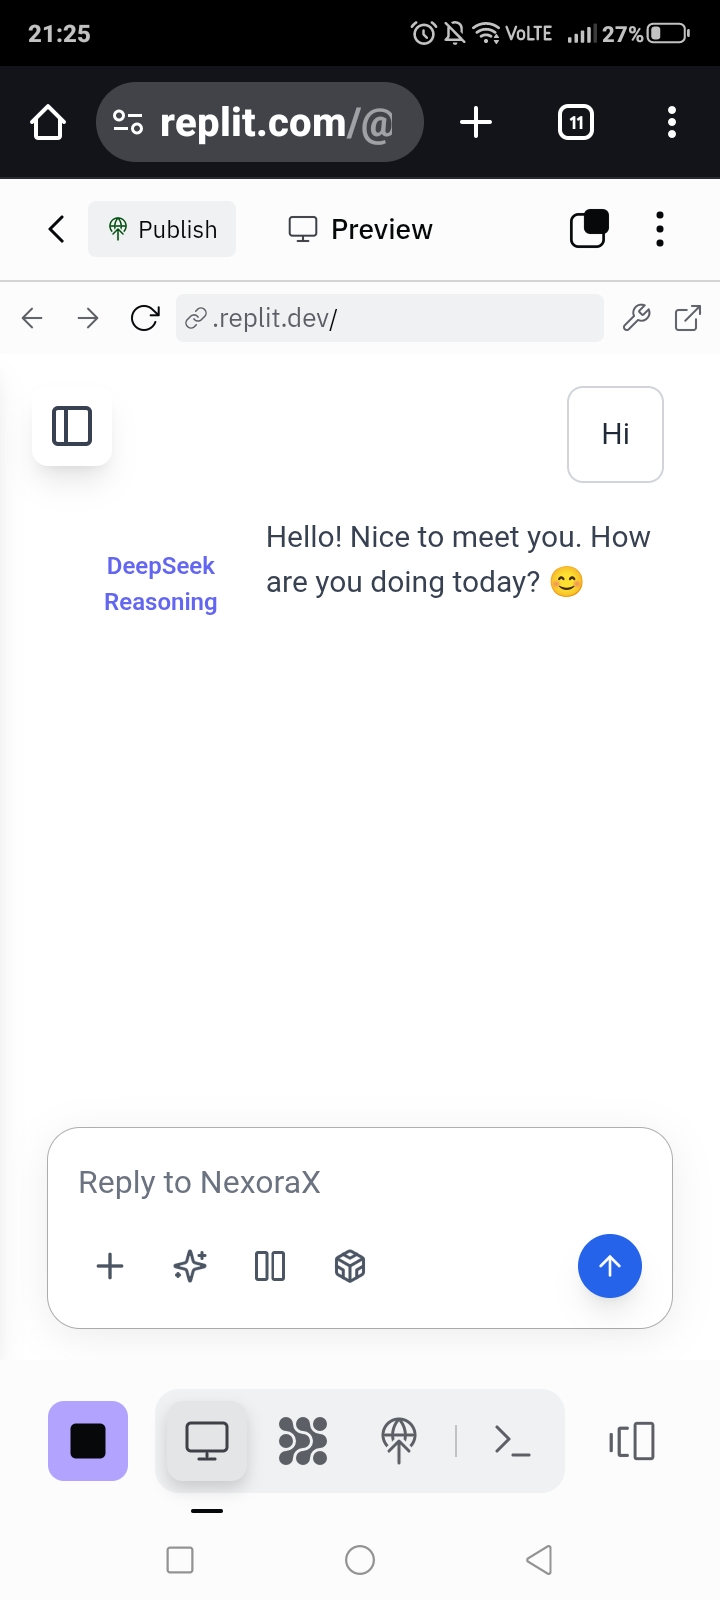 21:25
VoLTE
27%
replit.com/@
11
Publish
Preview
.replit.dev/
Hi
DeepSeek
Reasoning
Hello! Nice to meet you. How
are you doing today? 😊
Reply to NexoraX